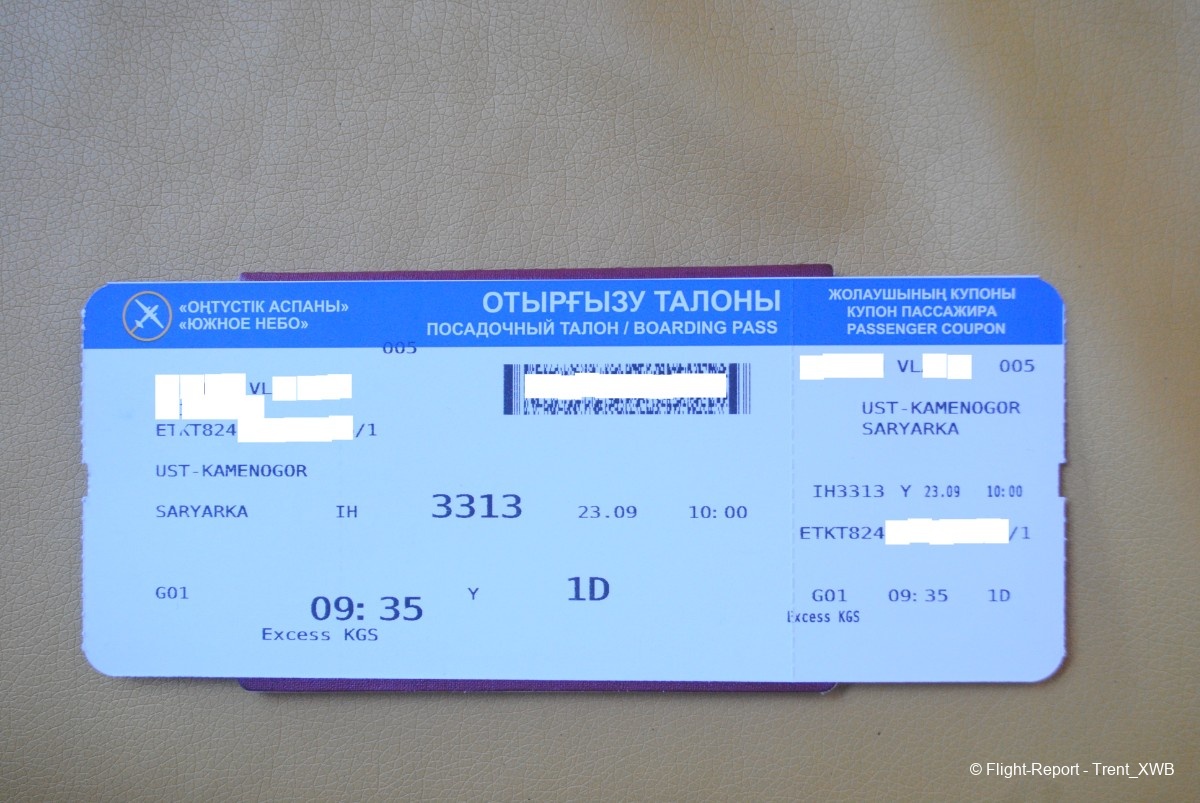 «ОҢТҮСТІК АСПАНЫ»
«ЮЖНОЕ НЕБО»
ОТЫРҒЫЗУ ТАЛОНЫ
ПОСАДОЧНЫЙ ТАЛОН / BOARDING PASS
005
VL
ETKT824 /1
UST-KAMENOGOR
SARYARKA IH 3313 23.09 10:00
G01 09:35 Y 1D
Excess KGS
ЖОЛАУШЫНЫҢ КУПОНЫ
КУПОН ПАССАЖИРА
PASSENGER COUPON
VL. 005
UST-KAMENOGOR
SARYARKA
IH3313 Y 23.09 10:00
ETKT824 /1
G01 09:35 1D
Excess KGS
© Flight-Report - Trent_XWB